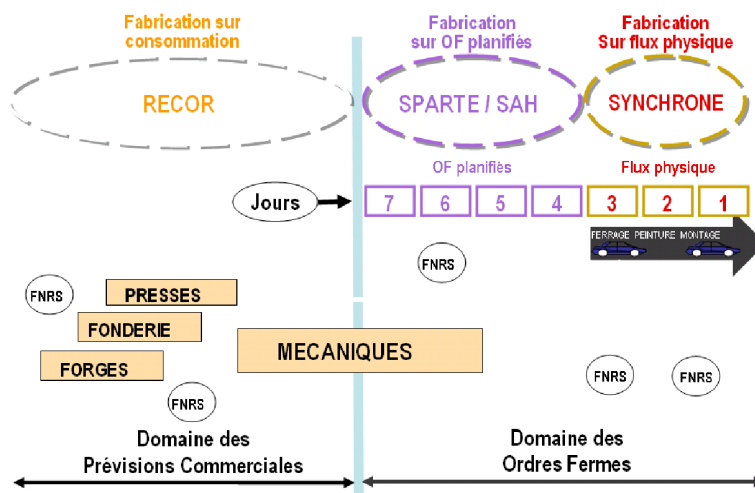 Fabrication sur
consommation
Fabrication
sur OF planifiés
Fabrication
Sur flux physique
RECOR
SPARTE / SAH
SYNCHRONE
OF planifiés
Flux physique
Jours
7 6 5 4 3 2 1
FERRAGE PEINTURE MONTAGE
FNRS
FNRS
PRESSES
FONDERIE
FORGES
MECANIQUES
FNRS
FNRS
FNRS
Domaine des
Prévisions Commerciales
Domaine des
Ordres Fermes